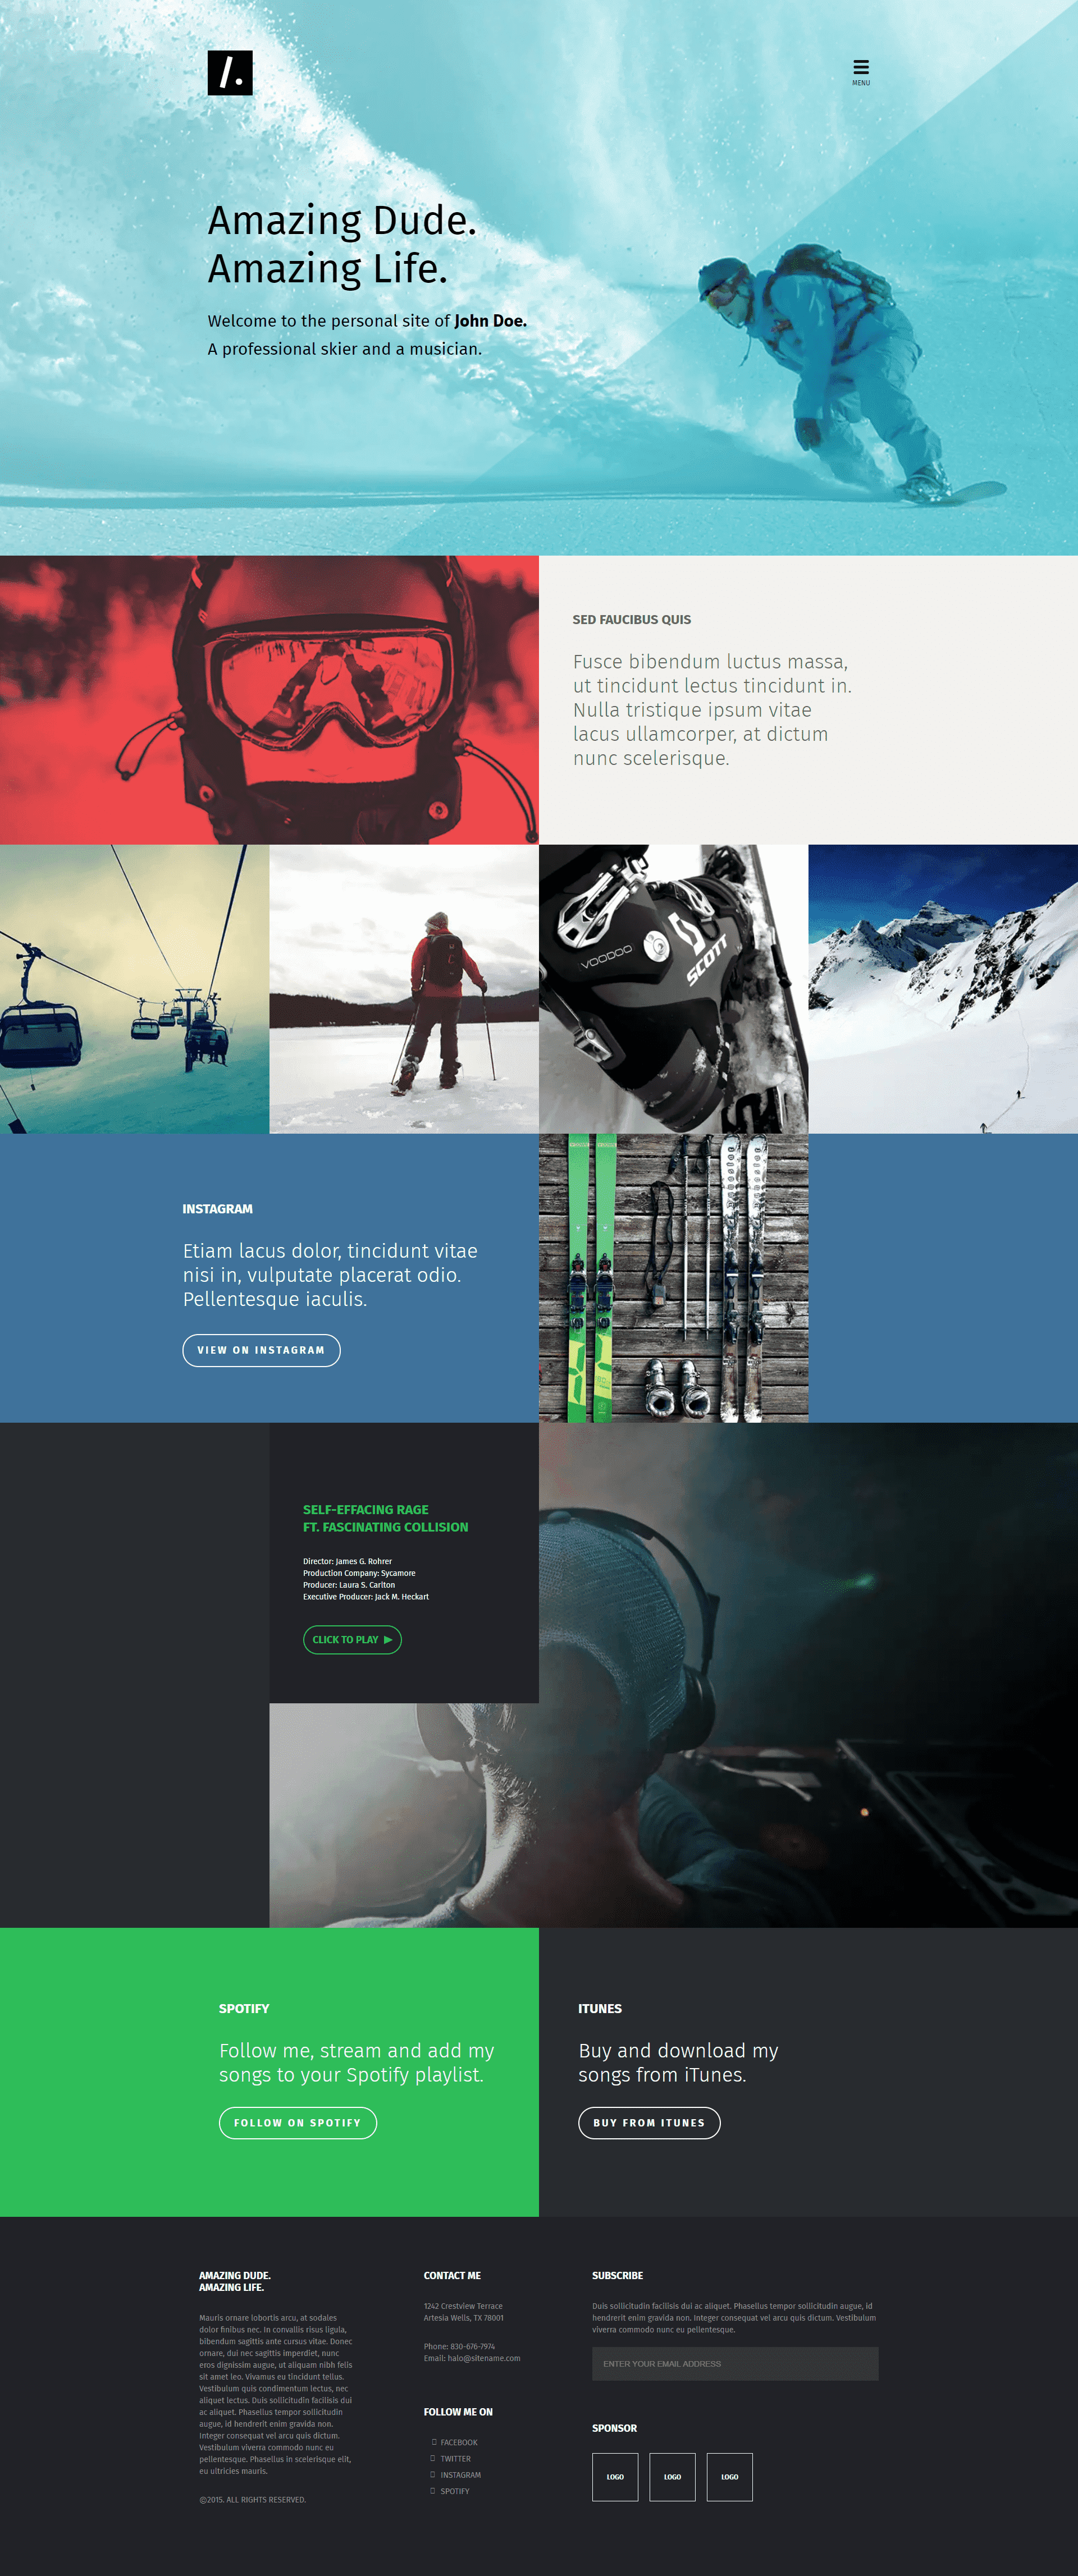 /.
MENU
Amazing Dude.
Amazing Life.
Welcome to the personal site of John Doe.
A professional skier and a musician.
SED FAUCIBUS QUIS
Fusce bibendum luctus massa,
ut tincidunt lectus tincidunt in.
Nulla tristique ipsum vitae
lacus ullamcorper, at dictum
nunc scelerisque.
VOODOO
SCOTT
INSTAGRAM
Etiam lacus dolor, tincidunt vitae
nisi in, vulputate placerat odio.
Pellentesque iaculis.
VIEW ON INSTAGRAM
SELF-EFFACING RAGE
FT. FASCINATING COLLISION
Director: James G. Rohrer
Production Company: Sycamore
Producer: Laura S. Carlton
Executive Producer: Jack M. Heckart
CLICK TO PLAY
SPOTIFY
Follow me, stream and add my
songs to your Spotify playlist.
FOLLOW ON SPOTIFY
ITUNES
Buy and download my
songs from iTunes.
BUY FROM ITUNES
AMAZING DUDE.
AMAZING LIFE.
Mauris ornare lobortis arcu, at sodales
dolor finibus nec. In convallis risus ligula,
bibendum sagittis ante cursus vitae. Donec
ornare, dui nec sagittis imperdiet, nunc
eros dignissim augue, ut aliquam nibh felis
sit amet leo. Vivamus eu tincidunt tellus.
Vestibulum quis condimentum lectus, nec
aliquet lectus. Duis sollicitudin facilisis dui
ac aliquet. Phasellus tempor sollicitudin
augue, id hendrerit enim gravida non.
Integer consequat vel arcu quis dictum.
Vestibulum viverra commodo nunc eu
pellentesque. Phasellus in scelerisque elit,
eu ultricies mauris.
©2015. ALL RIGHTS RESERVED.
CONTACT ME
1242 Crestview Terrace
Artesia Wells, TX 78001
Phone: 830-676-7974
Email: halo@sitename.com
FOLLOW ME ON
FACEBOOK
TWITTER
INSTAGRAM
SPOTIFY
SUBSCRIBE
Duis sollicitudin facilisis dui ac aliquet. Phasellus tempor sollicitudin augue, id
hendrerit enim gravida non. Integer consequat vel arcu quis dictum. Vestibulum
viverra commodo nunc eu pellentesque.
ENTER YOUR EMAIL ADDRESS
SPONSOR
LOGO
LOGO
LOGO